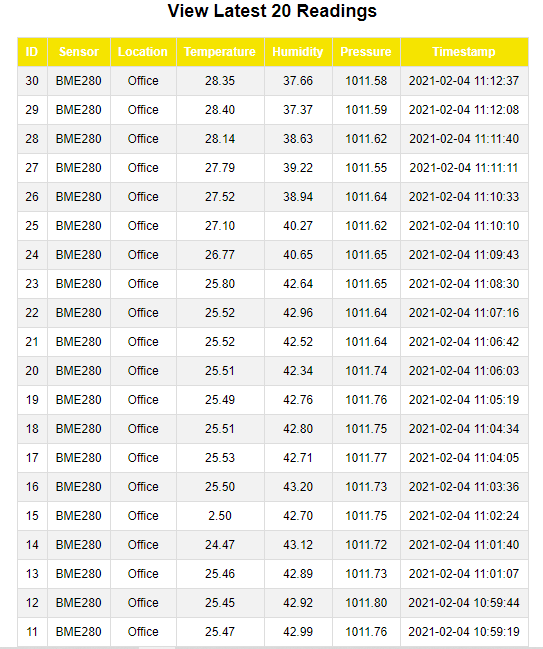 View Latest 20 Readings
ID Sensor Location Temperature Humidity Pressure Timestamp
30 BME280 Office 28.35 37.66 1011.58 2021-02-04 11:12:37
29 BME280 Office 28.40 37.37 1011.59 2021-02-04 11:12:08
28 BME280 Office 28.14 38.63 1011.62 2021-02-04 11:11:40
27 BME280 Office 27.79 39.22 1011.55 2021-02-04 11:11:11
26 BME280 Office 27.52 38.94 1011.64 2021-02-04 11:10:33
25 BME280 Office 27.10 40.27 1011.62 2021-02-04 11:10:10
24 BME280 Office 26.77 40.65 1011.65 2021-02-04 11:09:43
23 BME280 Office 25.80 42.64 1011.65 2021-02-04 11:08:30
22 BME280 Office 25.52 42.96 1011.64 2021-02-04 11:07:16
21 BME280 Office 25.52 42.52 1011.64 2021-02-04 11:06:42
20 BME280 Office 25.51 42.34 1011.74 2021-02-04 11:06:03
19 BME280 Office 25.49 42.76 1011.76 2021-02-04 11:05:19
18 BME280 Office 25.51 42.80 1011.75 2021-02-04 11:04:34
17 BME280 Office 25.53 42.71 1011.77 2021-02-04 11:04:05
16 BME280 Office 25.50 43.20 1011.73 2021-02-04 11:03:36
15 BME280 Office 2.50 42.70 1011.75 2021-02-04 11:02:24
14 BME280 Office 24.47 43.12 1011.72 2021-02-04 11:01:40
13 BME280 Office 25.46 42.89 1011.73 2021-02-04 11:01:07
12 BME280 Office 25.45 42.92 1011.80 2021-02-04 10:59:44
11 BME280 Office 25.47 42.99 1011.76 2021-02-04 10:59:19